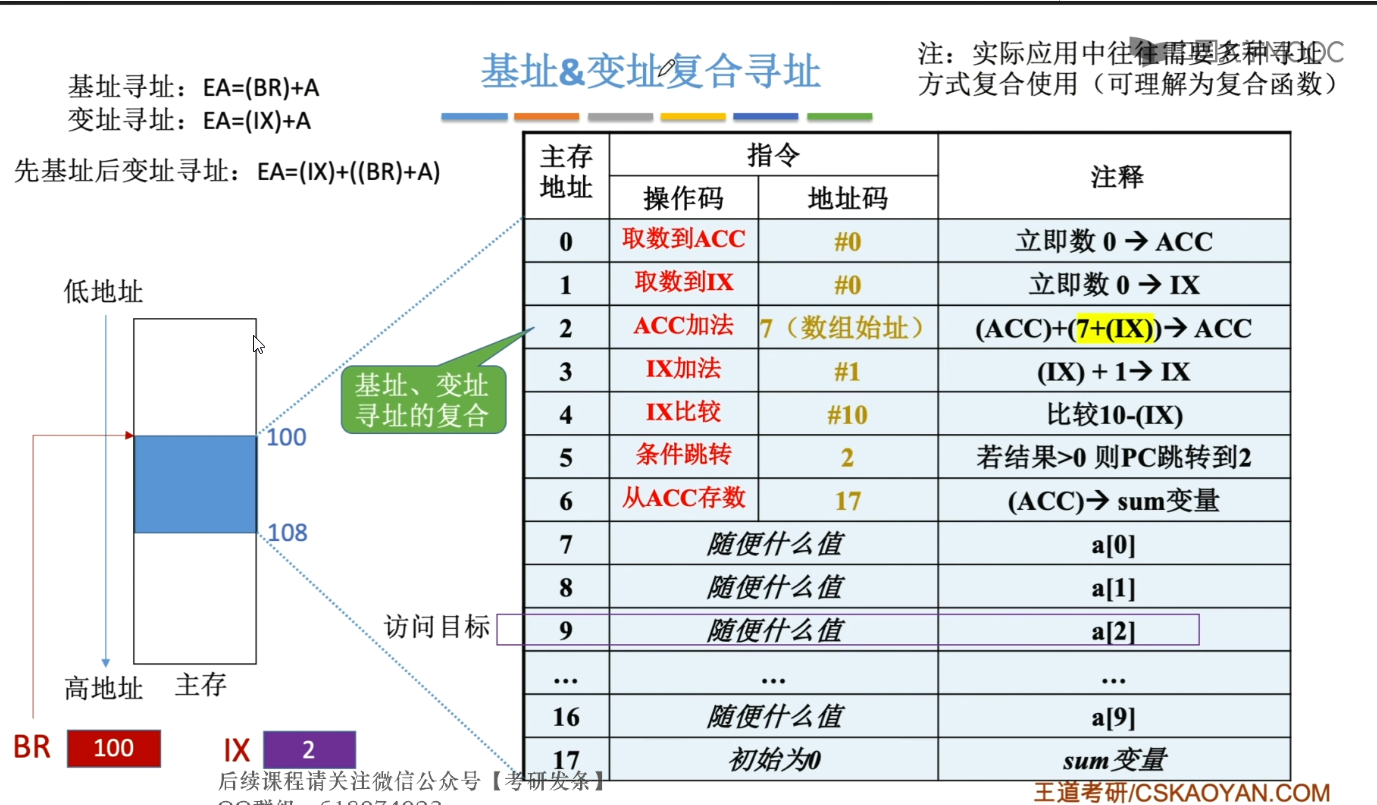 基址&变址复合寻址
注：实际应用中往往需要多种寻址
方式复合使用（可理解为复合函数）
基址寻址：EA=(BR)+A
变址寻址：EA=(IX)+A
先基址后变址寻址：EA=(IX)+((BR)+A)
主存地址 指令 注释
操作码 地址码
0 取数到ACC #0 立即数 0 → ACC
1 取数到IX #0 立即数 0 → IX
2 ACC加法 7（数组始址） (ACC)+(7+(IX))→ ACC
3 IX加法 #1 (IX) + 1→ IX
4 IX比较 #10 比较10-(IX)
5 条件跳转 2 若结果>0 则PC跳转到2
6 从ACC存数 17 (ACC)→ sum变量
7 随便什么值 a[0]
8 随便什么值 a[1]
9 随便什么值 a[2]
... ... ...
16 随便什么值 a[9]
17 初始为0 sum变量
低地址
基址、变址
寻址的复合
100
108
访问目标
高地址 主存
BR 100 IX 2
后续课程请关注微信公众号【考研发条】
王道考研/CSKAOYAN.COM